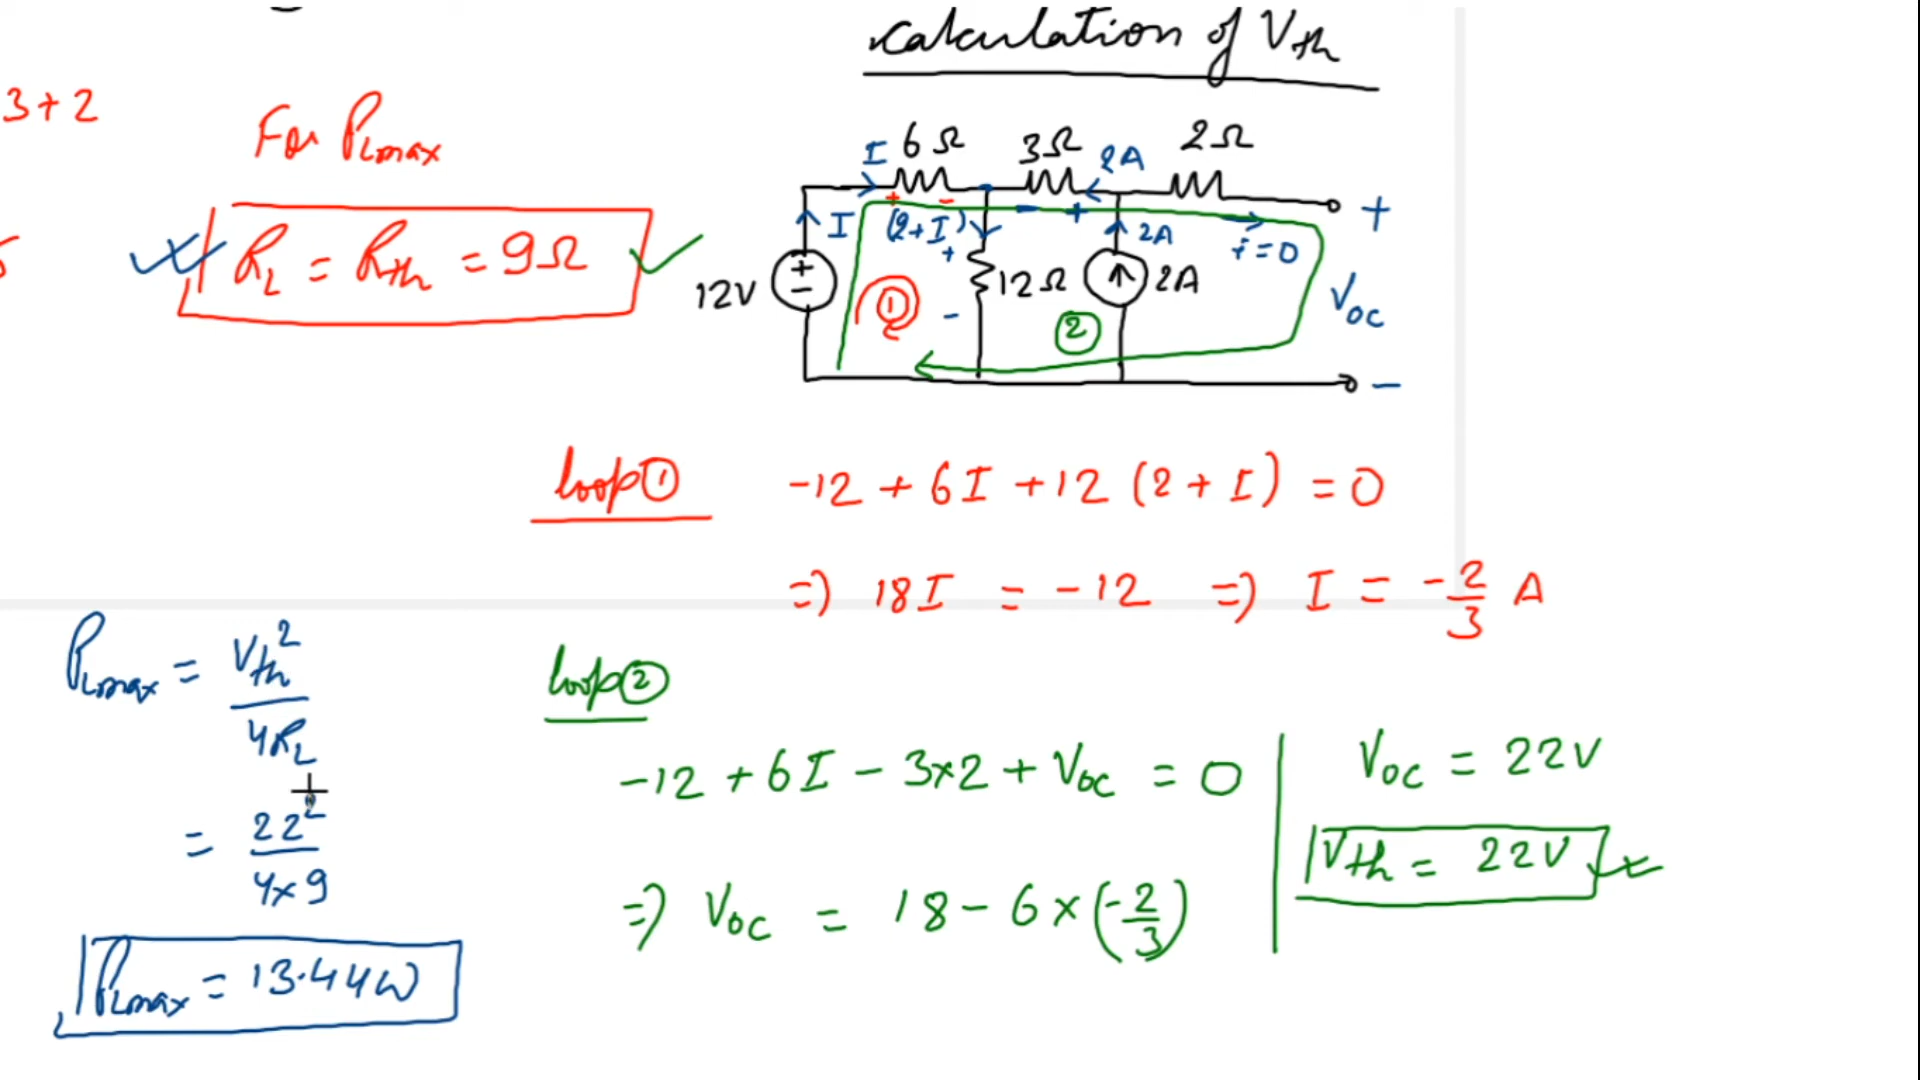 calculation of Vth
3+2
For PLmax
RL = Rth = 9Ω
I 6Ω 3Ω 2A 2Ω
+ - - +
I (2+I) 2A i=0 +
12V + - 1 + - 12Ω 2A 2 Voc
-
loop① -12 + 6I + 12 (2 + I) = 0
=> 18I = -12 => I = -2/3 A
PLmax = Vth²/4RL
loop②
-12 + 6I - 3×2 + Voc = 0
Voc = 22V
= 22²/4×9
Vth = 22V
=> Voc = 18 - 6×(-2/3)
PLmax = 13.44W